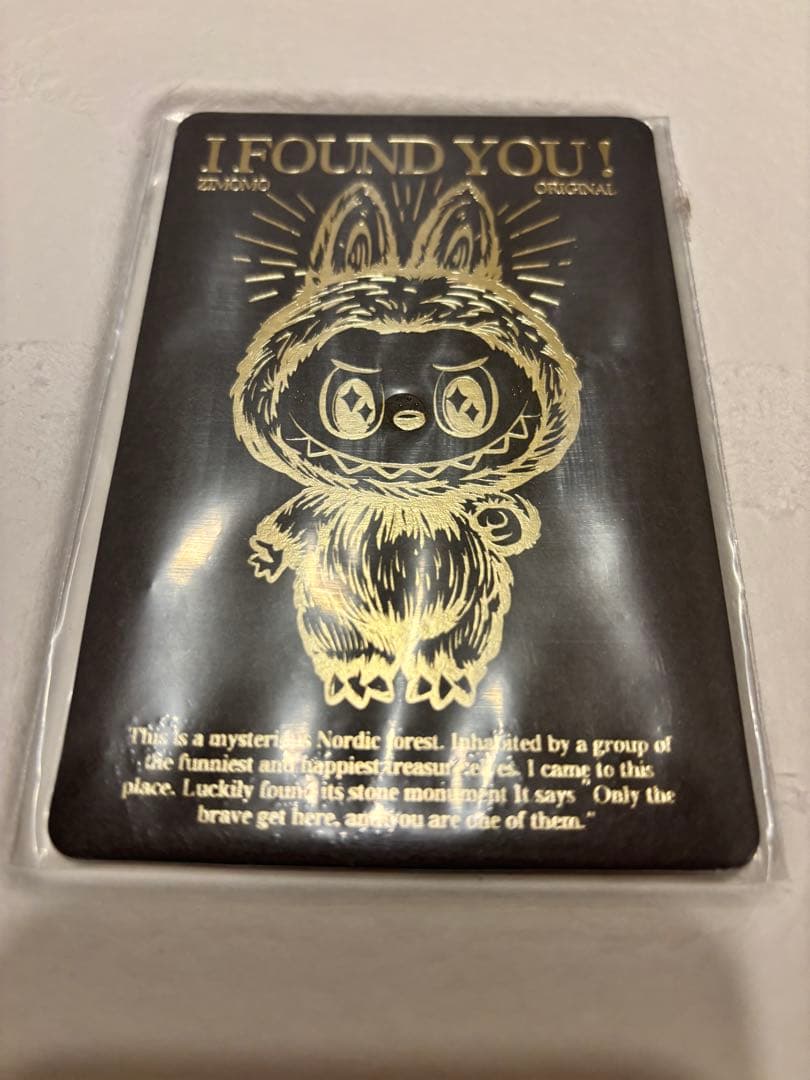 I FOUND YOU !
ZIMOMO ORIGINAL
This is a mysterious Nordic forest. Inhabited by a group of
the funniest and happiest treasure elves. I came to this
place. Luckily found its stone monument It says "Only the
brave get here, and you are one of them."